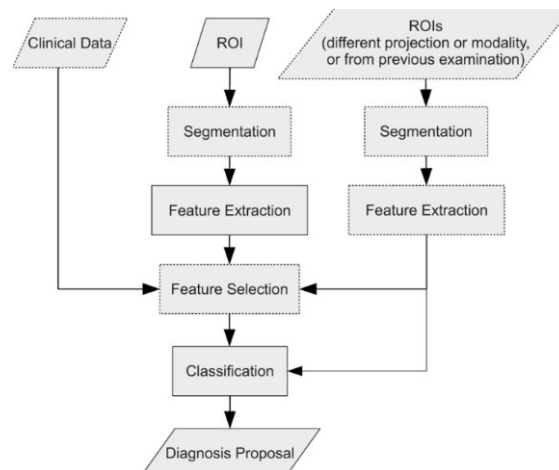 Clinical Data
ROI
ROIs
(different projection or modality,
or from previous examination)
Segmentation
Segmentation
Feature Extraction
Feature Extraction
Feature Selection
Classification
Diagnosis Proposal